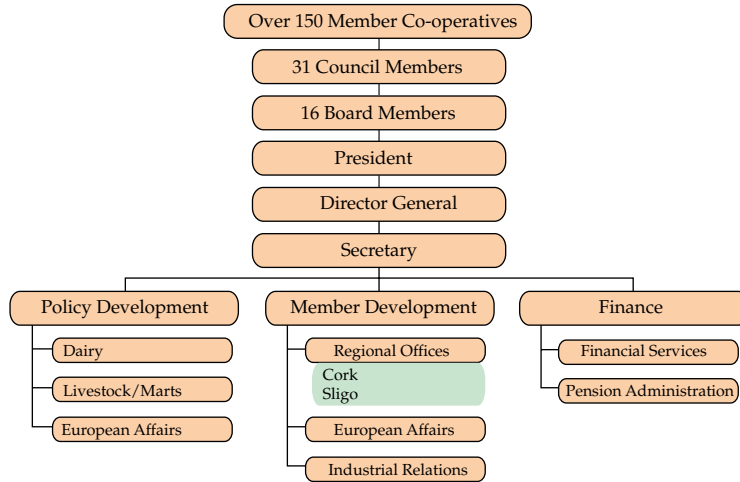 Over 150 Member Co-operatives
31 Council Members
16 Board Members
President
Director General
Secretary
Policy Development
Dairy
Livestock/Marts
European Affairs
Member Development
Regional Offices
Cork
Sligo
European Affairs
Industrial Relations
Finance
Financial Services
Pension Administration